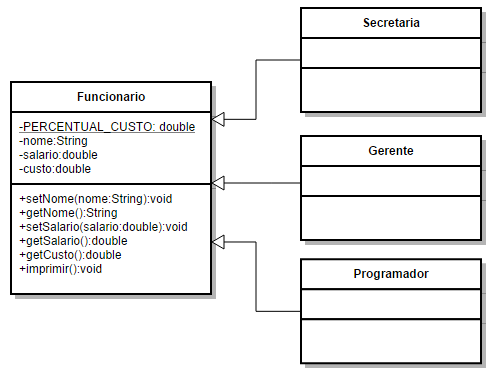 Secretaria
Funcionario
-PERCENTUAL_CUSTO: double
-nome:String
-salario:double
-custo:double
+setNome(nome:String):void
+getNome():String
+setSalario(salario:double):void
+getSalario():double
+getCusto():double
+imprimir():void
Gerente
Programador